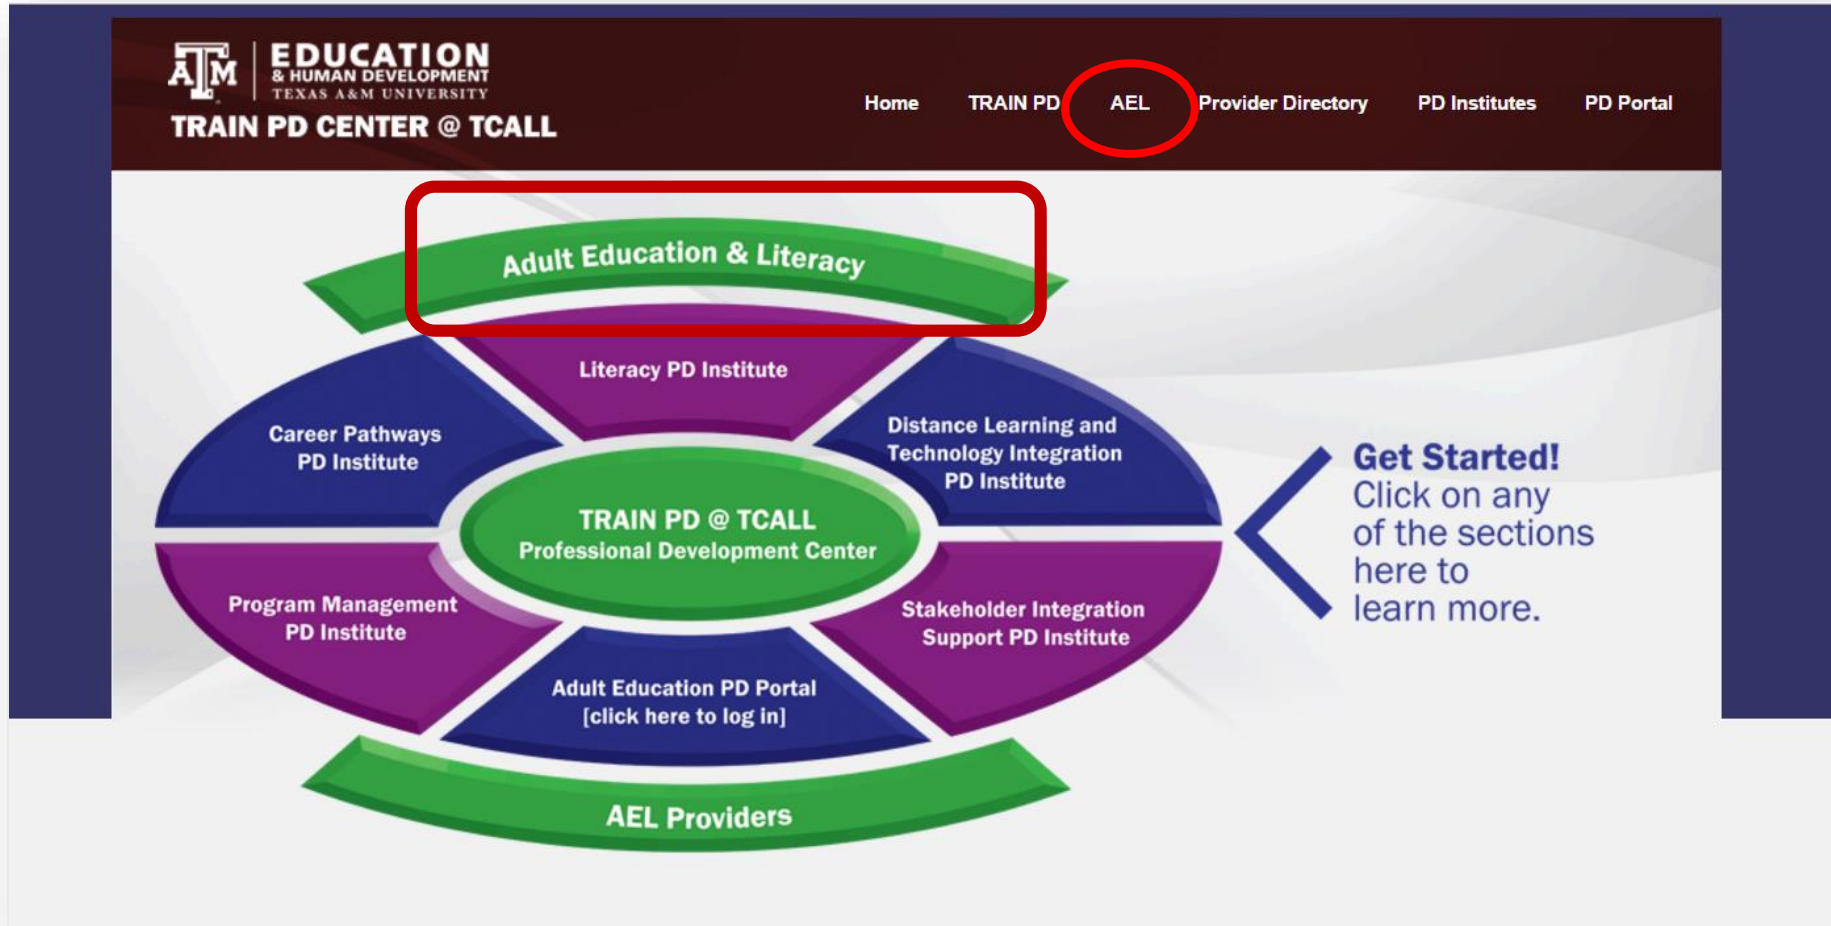 EDUCATION
& HUMAN DEVELOPMENT
TEXAS A&M UNIVERSITY
ATM
TRAIN PD CENTER @ TCALL
Home TRAIN PD AEL Provider Directory PD Institutes PD Portal
Adult Education & Literacy
Literacy PD Institute
Career Pathways
PD Institute
Distance Learning and
Technology Integration
PD Institute
TRAIN PD @ TCALL
Professional Development Center
Program Management
PD Institute
Stakeholder Integration
Support PD Institute
Adult Education PD Portal
[click here to log in]
AEL Providers
Get Started!
Click on any
of the sections
here to
learn more.